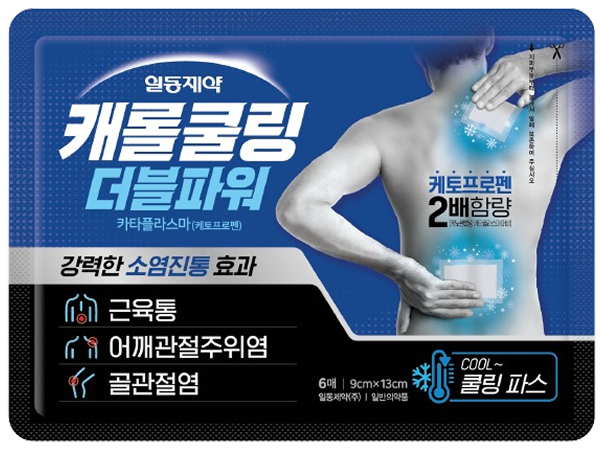 일동제약
캐롤쿨링
더블파워
카타플라스마(케토프로펜)
강력한 소염진통 효과
근육통
어깨관절주위염
골관절염
케토프로펜
2배함량
6매 | 9cm×13cm
일동제약(주) | 일반의약품
COOL~
쿨링 파스